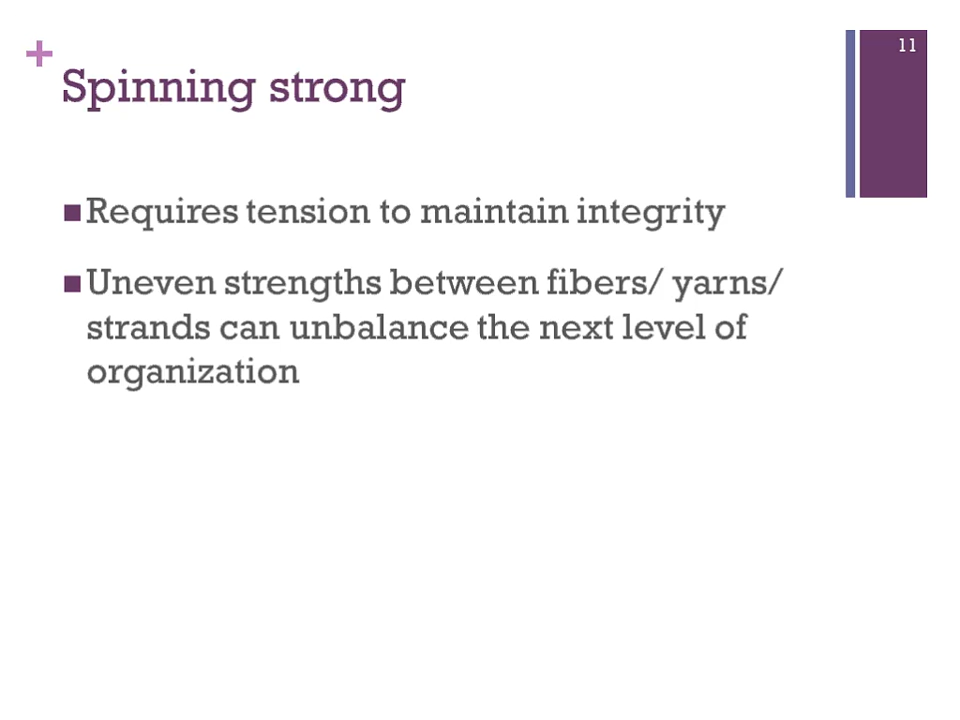 11
+
Spinning strong
Requires tension to maintain integrity
Uneven strengths between fibers/ yarns/
strands can unbalance the next level of
organization